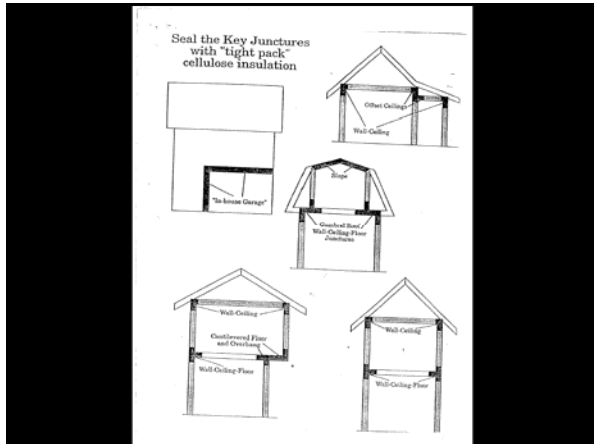 Seal the Key Junctures
with "tight pack"
cellulose insulation
Offset Ceilings
Wall-Ceiling
"In-house Garage"
Slope
Gambrel Roof
Wall-Ceiling-Floor
Junctures
Wall-Ceiling
Cantilevered Floor
and Overhang
Wall-Ceiling-Floor
Wall-Ceiling
Wall-Ceiling-Floor